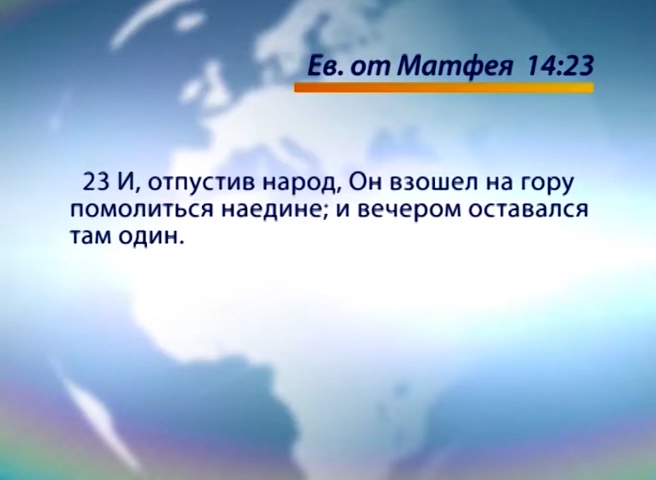 Ев. от Матфея 14:23
23 И, отпустив народ, Он взошел на гору
помолиться наедине; и вечером оставался
там один.